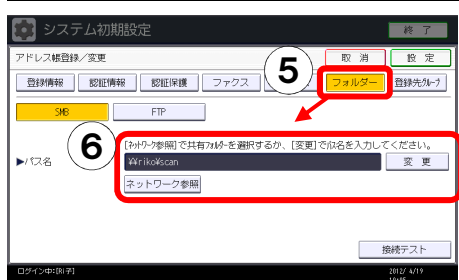 システム初期設定
終 了
アドレス帳登録／変更
取 消
設 定
登録情報
認証情報
認証保護
ファクス
5
フォルダー
登録先グループ
SMB
FTP
6
[ネットワーク参照]で共有フォルダーを選択するか、[変更]でパス名を入力してください。
▶パス名
¥¥riko¥scan
変 更
ネットワーク参照
接続テスト
ログイン中:[Ri子]
2012/ 4/19